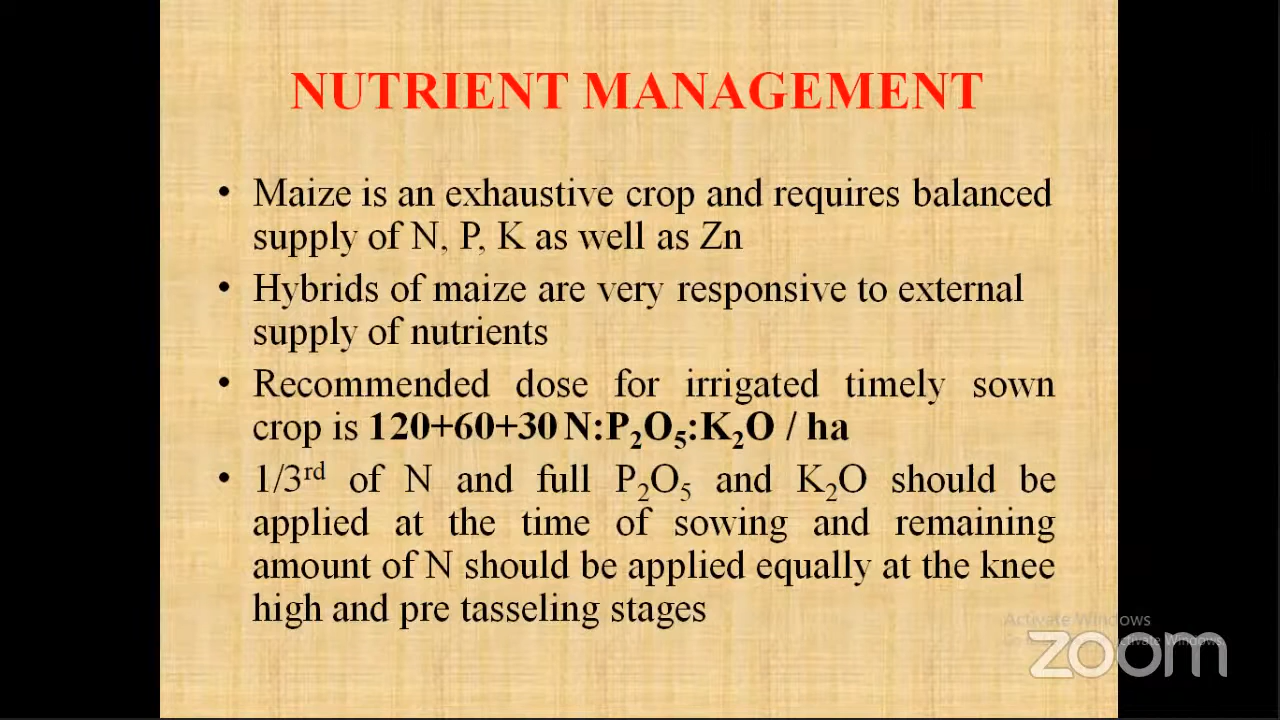 NUTRIENT MANAGEMENT
• Maize is an exhaustive crop and requires balanced
supply of N, P, K as well as Zn
• Hybrids of maize are very responsive to external
supply of nutrients
• Recommended dose for irrigated timely sown
crop is 120+60+30 N:P₂O₅:K₂O / ha
• 1/3ʳᵈ of N and full P₂O₅ and K₂O should be
applied at the time of sowing and remaining
amount of N should be applied equally at the knee
high and pre tasseling stages
Activate Windows
Activate Windows.
zoom